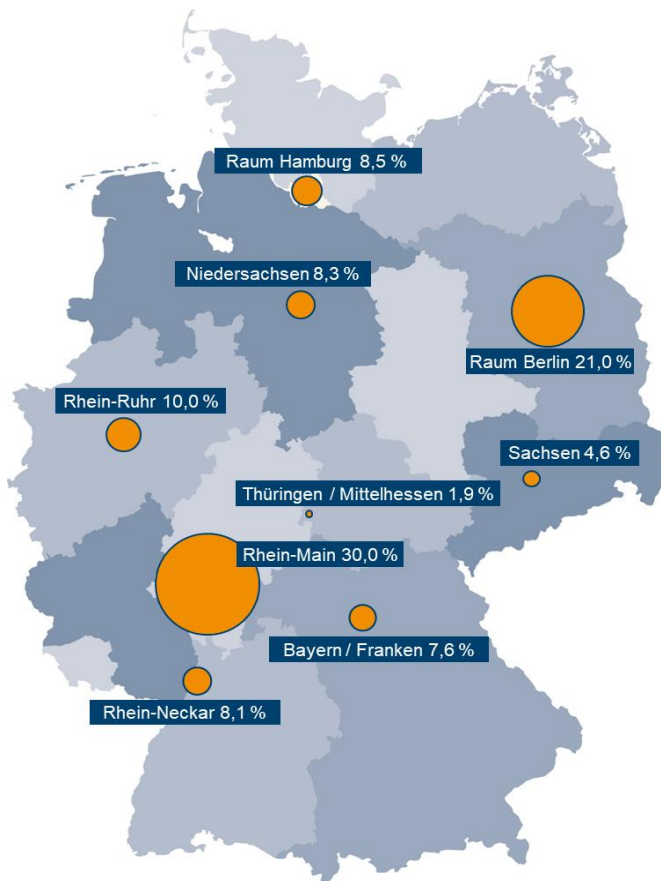 Raum Hamburg 8,5 %
Niedersachsen 8,3 %
Raum Berlin 21,0 %
Rhein-Ruhr 10,0 %
Sachsen 4,6 %
Thüringen / Mittelhessen 1,9 %
Rhein-Main 30,0 %
Bayern / Franken 7,6 %
Rhein-Neckar 8,1 %